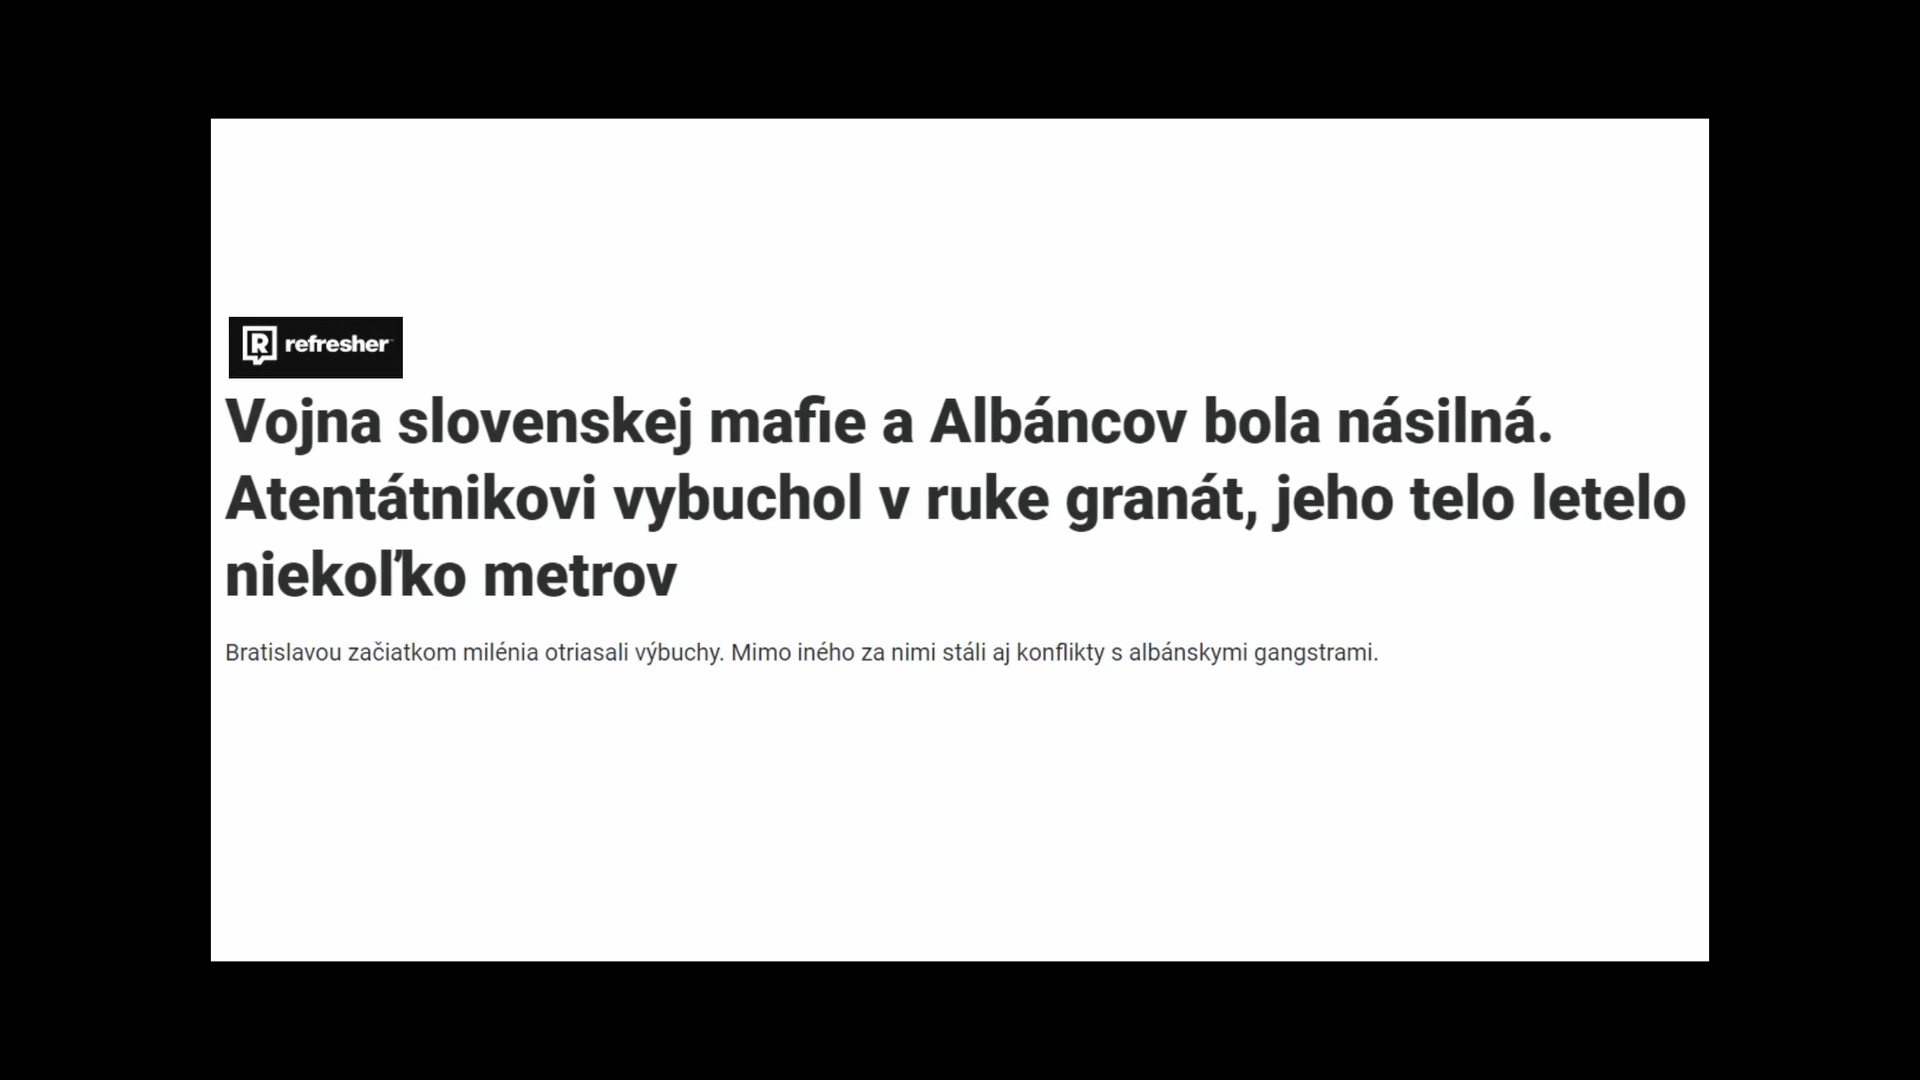 refresher
Vojna slovenskej mafie a Albáncov bola násilná.
Atentátnikovi vybuchol v ruke granát, jeho telo letelo
niekoľko metrov
Bratislavou začiatkom milénia otriasali výbuchy. Mimo iného za nimi stáli aj konflikty s albánskymi gangstrami.